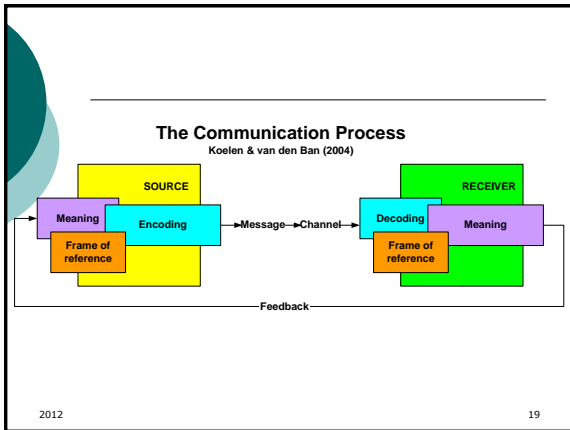 The Communication Process
Koelen & van den Ban (2004)
SOURCE
Meaning
Encoding
Frame of
reference
Message
Channel
RECEIVER
Decoding
Meaning
Frame of
reference
Feedback
2012
19